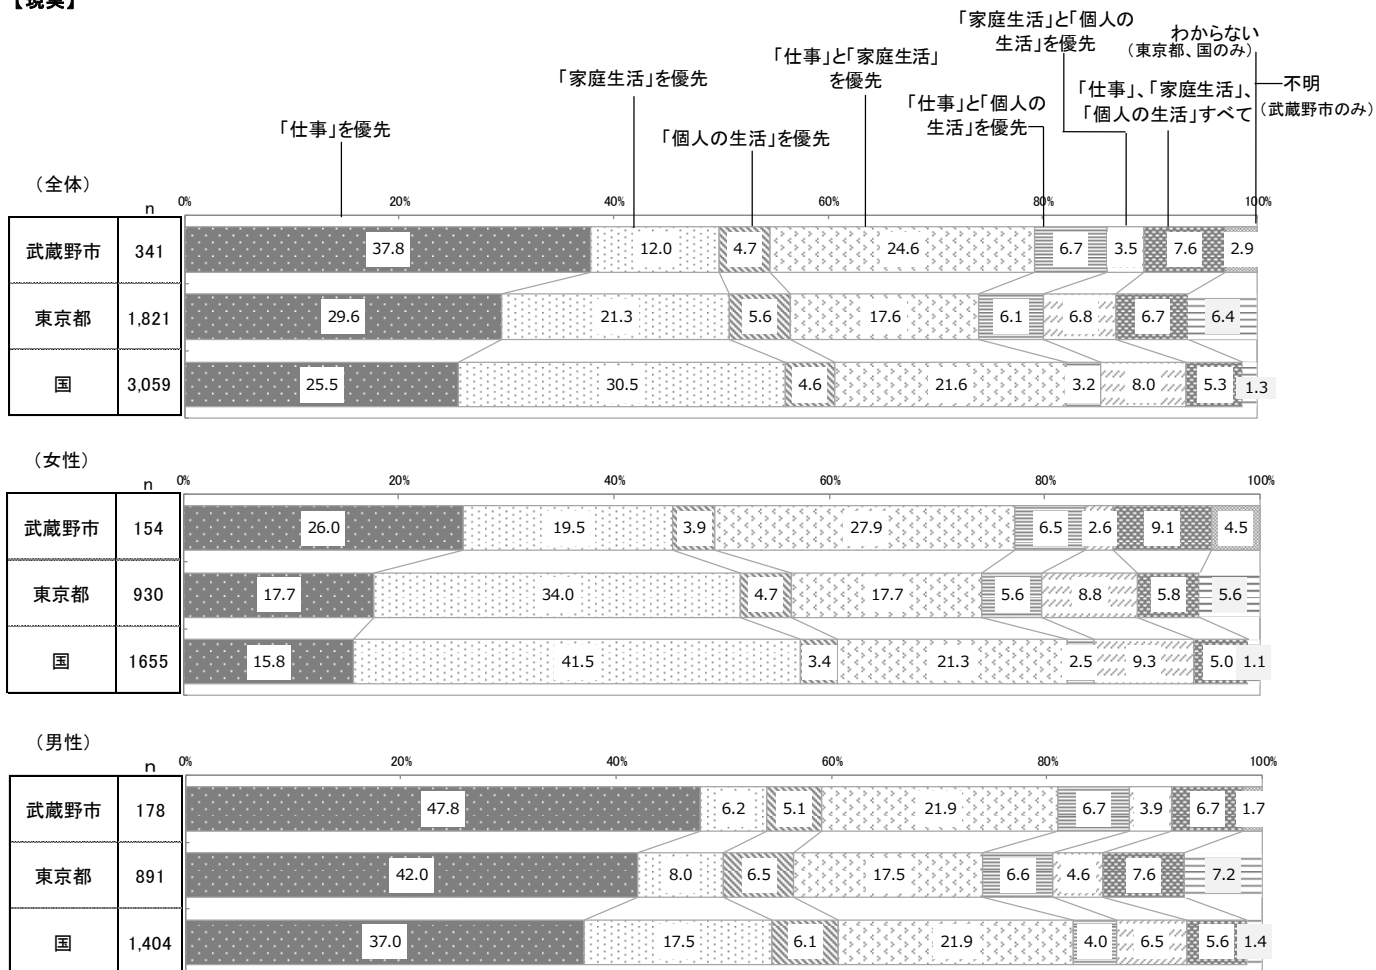 【現実】
「家庭生活」と「個人の
生活」を優先
わからない
(東京都、国のみ)
「仕事」と「家庭生活」
を優先
「家庭生活」を優先
不明
(武蔵野市のみ)
「仕事」、「家庭生活」、
「個人の生活」すべて
「仕事」と「個人の
生活」を優先
「仕事」を優先
「個人の生活」を優先
(全体)
n
0% 20% 40% 60% 80% 100%
武蔵野市 341 37.8 12.0 4.7 24.6 6.7 3.5 7.6 2.9
東京都 1,821 29.6 21.3 5.6 17.6 6.1 6.8 6.7 6.4
国 3,059 25.5 30.5 4.6 21.6 3.2 8.0 5.3 1.3
(女性)
n
0% 20% 40% 60% 80% 100%
武蔵野市 154 26.0 19.5 3.9 27.9 6.5 2.6 9.1 4.5
東京都 930 17.7 34.0 4.7 17.7 5.6 8.8 5.8 5.6
国 1655 15.8 41.5 3.4 21.3 2.5 9.3 5.0 1.1
(男性)
n
0% 20% 40% 60% 80% 100%
武蔵野市 178 47.8 6.2 5.1 21.9 6.7 3.9 6.7 1.7
東京都 891 42.0 8.0 6.5 17.5 6.6 4.6 7.6 7.2
国 1,404 37.0 17.5 6.1 21.9 4.0 6.5 5.6 1.4